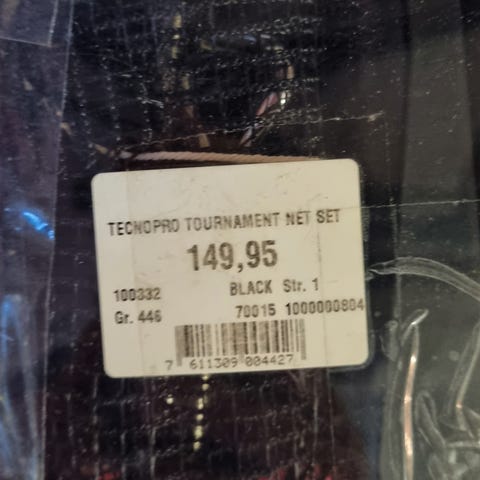 TECNOPRO TOURNAMENT NET SET
149,95
100332 BLACK Str. 1
Gr. 446 70015 1000000804
7 611309 004427